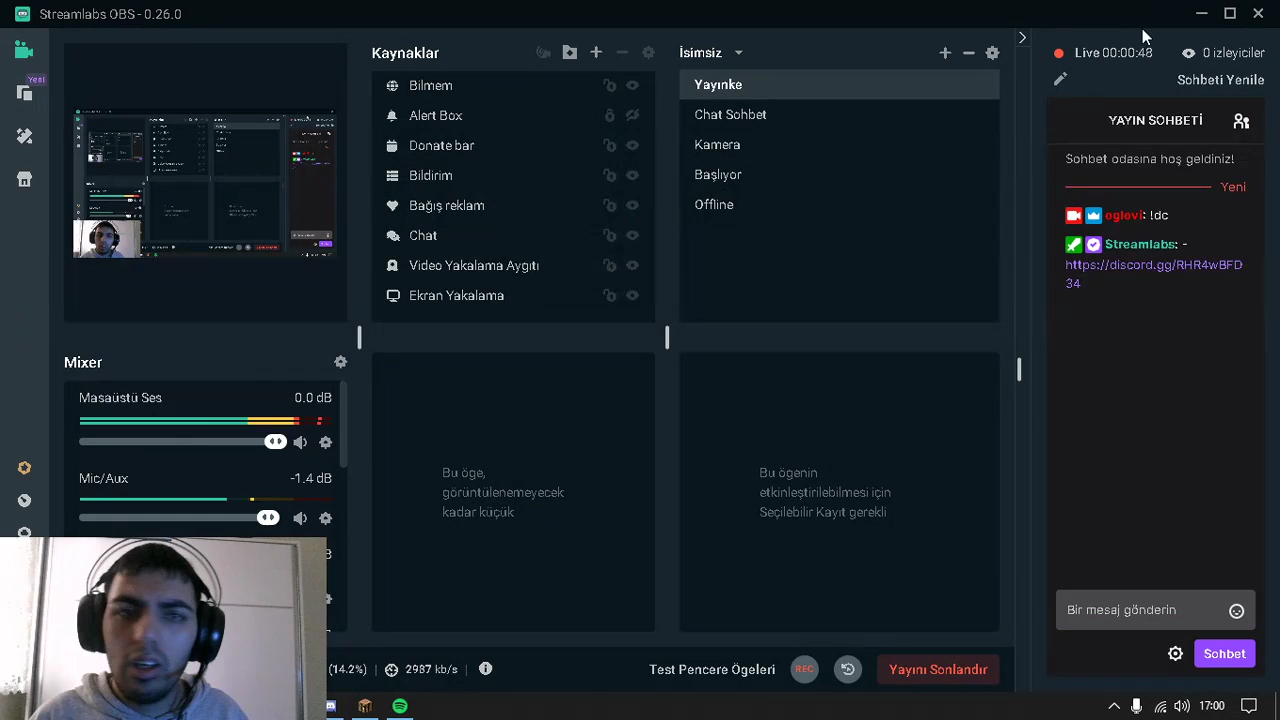 Streamlabs OBS - 0.26.0
Yeni
Kaynaklar
Bilmem
Alert Box
Donate bar
Bildirim
Bağış reklam
Chat
Video Yakalama Aygıtı
Ekran Yakalama
İsimsiz
Yayınke
Chat Sohbet
Kamera
Başlıyor
Offline
Live 00:00:48
0 izleyiciler
Sohbeti Yenile
YAYIN SOHBETİ
Sohbet odasına hoş geldiniz!
Yeni
oglovi: !dc
Streamlabs: -
https://discord.gg/RHR4wBFD
34
Mixer
Masaüstü Ses 0.0 dB
Mic/Aux -1.4 dB
Bu öge,
görüntülenemeyecek
kadar küçük
Bu ögenin
etkinleştirilebilmesi için
Seçilebilir Kayıt gerekli
Bir mesaj gönderin
Sohbet
(14.2%) 2987 kb/s
Test Pencere Ögeleri
REC
Yayını Sonlandır
17:00